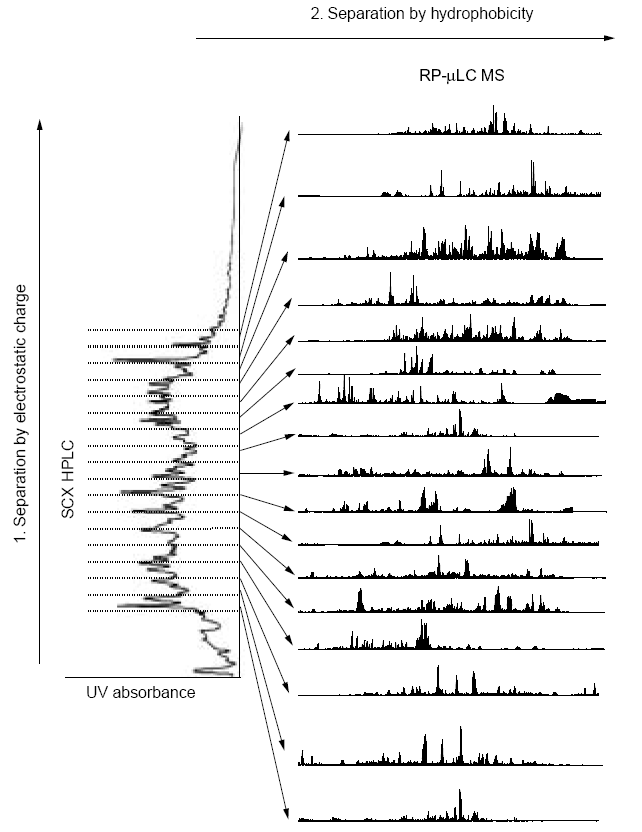 2. Separation by hydrophobicity
RP-μLC MS
1. Separation by electrostatic charge
SCX HPLC
UV absorbance